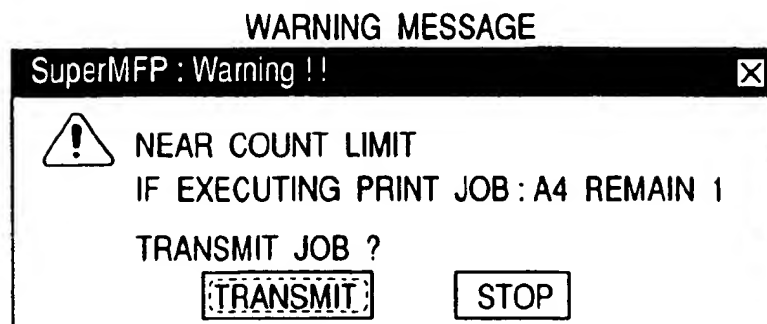 WARNING MESSAGE
SuperMFP : Warning !!
NEAR COUNT LIMIT
IF EXECUTING PRINT JOB : A4 REMAIN 1
TRANSMIT JOB ?
TRANSMIT STOP